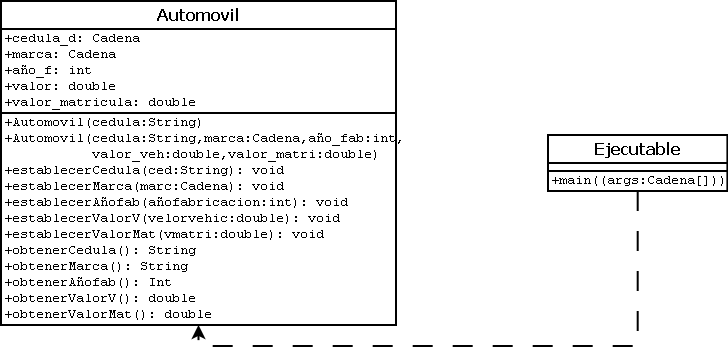 Automovil
+cedula_d: Cadena
+marca: Cadena
+año_f: int
+valor: double
+valor_matricula: double
+Automovil(cedula:String)
+Automovil(cedula:String,marca:Cadena,año_fab:int,
valor_veh:double,valor_matri:double)
+establecerCedula(ced:String): void
+establecerMarca(marc:Cadena): void
+establecerAñofab(añofabricacion:int): void
+establecerValorV(velorvehic:double): void
+establecerValorMat(vmatri:double): void
+obtenerCedula(): String
+obtenerMarca(): String
+obtenerAñofab(): Int
+obtenerValorV(): double
+obtenerValorMat(): double
Ejecutable
+main((args:Cadena[]))